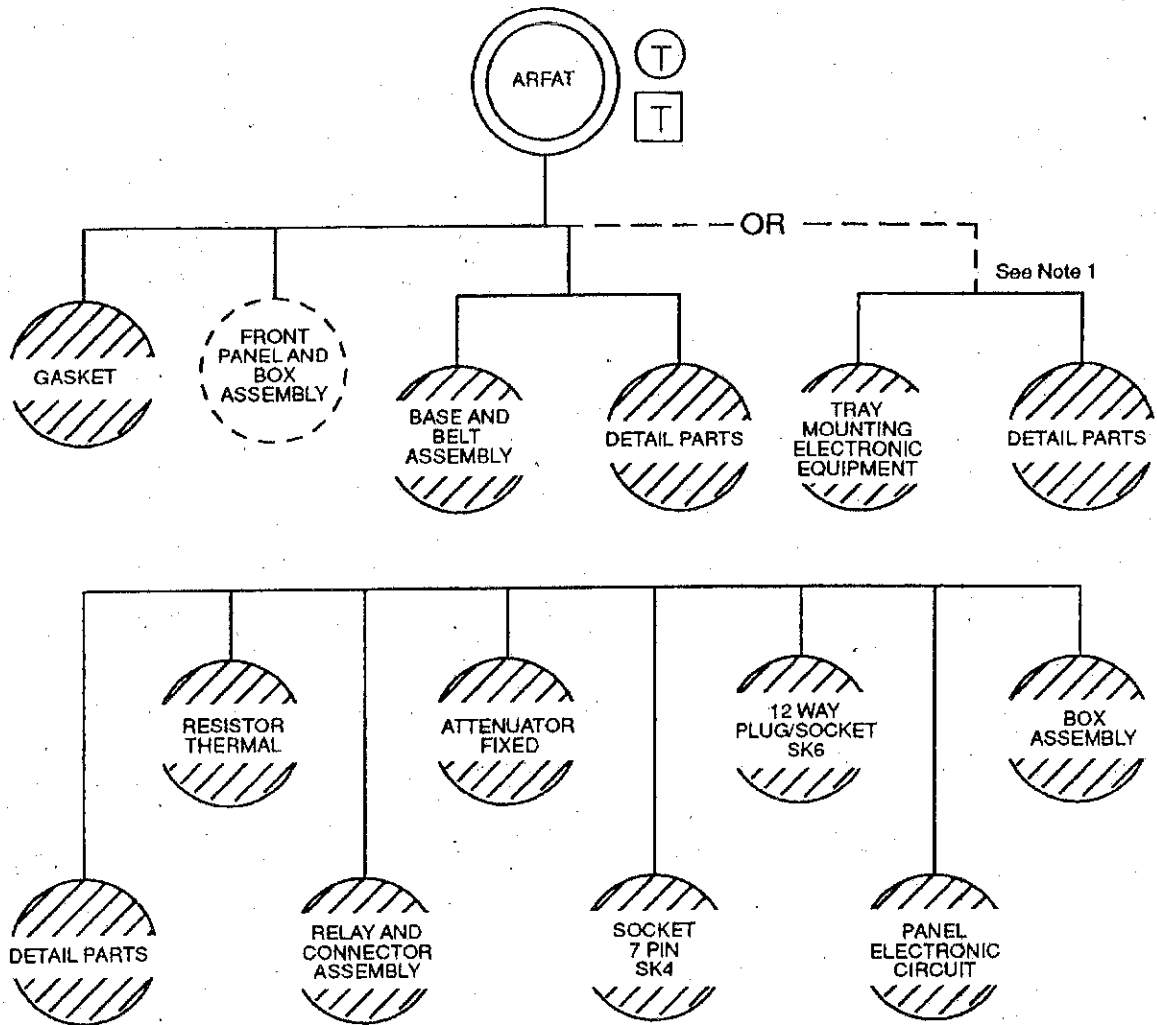 ARFAT
T
T
OR
See Note 1
GASKET
FRONT
PANEL AND
BOX
ASSEMBLY
BASE AND
BELT
ASSEMBLY
DETAIL PARTS
TRAY
MOUNTING
ELECTRONIC
EQUIPMENT
DETAIL PARTS
RESISTOR
THERMAL
ATTENUATOR
FIXED
12 WAY
PLUG/SOCKET
SK6
BOX
ASSEMBLY
DETAIL PARTS
RELAY AND
CONNECTOR
ASSEMBLY
SOCKET
7 PIN
SK4
PANEL
ELECTRONIC
CIRCUIT